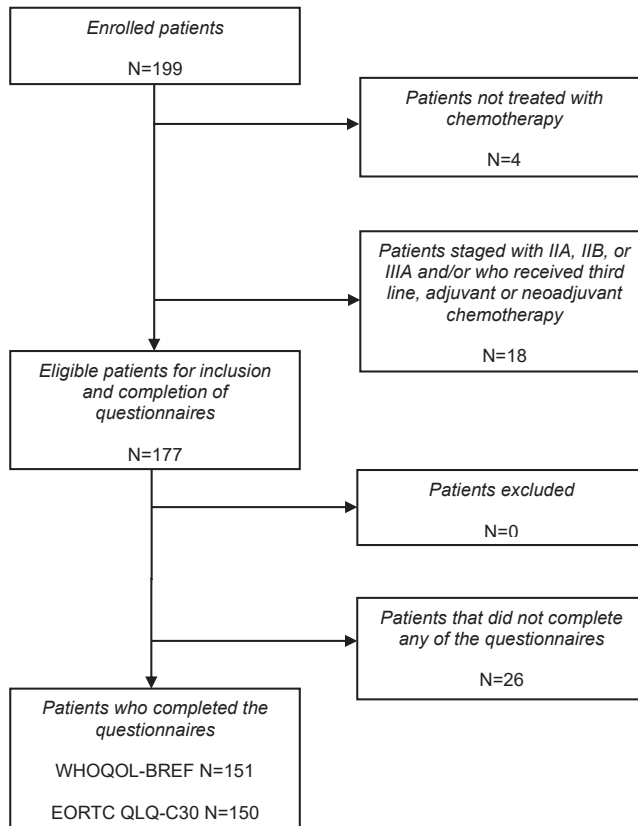 Enrolled patients
N=199
Patients not treated with
chemotherapy
N=4
Patients staged with IIA, IIB, or
IIIA and/or who received third
line, adjuvant or neoadjuvant
chemotherapy
N=18
Eligible patients for inclusion
and completion of
questionnaires
N=177
Patients excluded
N=0
Patients that did not complete
any of the questionnaires
N=26
Patients who completed the
questionnaires
WHOQOL-BREF N=151
EORTC QLQ-C30 N=150